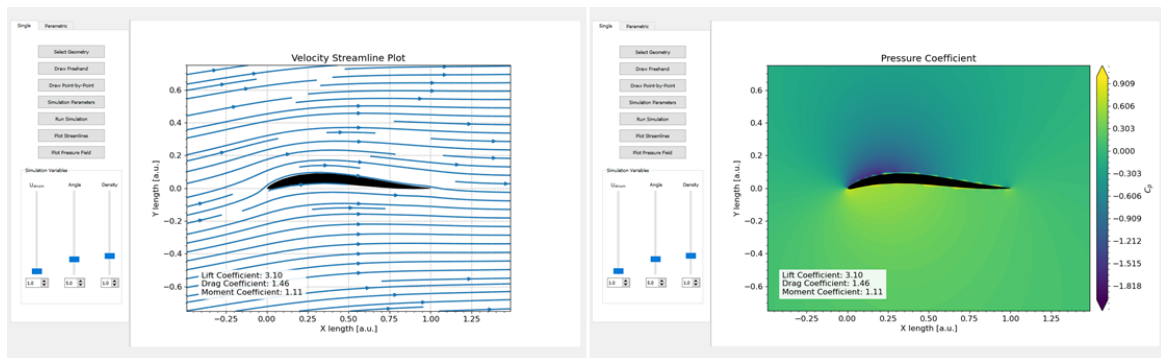 Single Parametric
Select Geometry
Draw Freehand
Draw Point-by-Point
Simulation Parameters
Run Simulation
Plot Streamlines
Plot Pressure Field
Simulation Variables
Angle Density
1.0 5.0 1.0
Velocity Streamline Plot
Y length [a.u.]
0.6
0.4
0.2
0.0
−0.2
−0.4
−0.6
Lift Coefficient: 3.10
Drag Coefficient: 1.46
Moment Coefficient: 1.11
−0.25 0.00 0.25 0.50 0.75 1.00 1.25
X length [a.u.]
Single Parametric
Select Geometry
Draw Freehand
Draw Point-by-Point
Simulation Parameters
Run Simulation
Plot Streamlines
Plot Pressure Field
Simulation Variables
Angle Density
1.0 5.0 1.0
Pressure Coefficient
Y length [a.u.]
0.6
0.4
0.2
0.0
−0.2
−0.4
−0.6
Lift Coefficient: 3.10
Drag Coefficient: 1.46
Moment Coefficient: 1.11
−0.25 0.00 0.25 0.50 0.75 1.00 1.25
X length [a.u.]
0.909
0.606
0.303
0.000
−0.303
−0.606
−0.909
−1.212
−1.515
−1.818
Cp